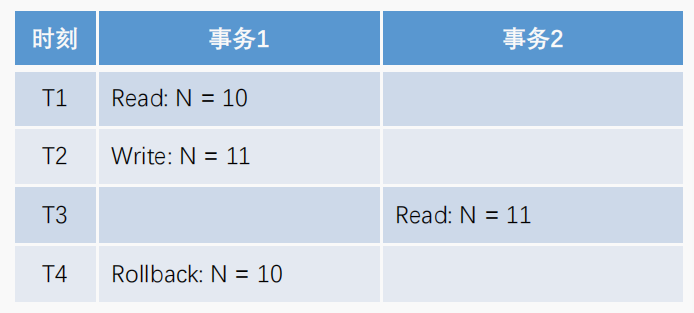 时刻 事务1 事务2
T1 Read: N = 10
T2 Write: N = 11
T3 Read: N = 11
T4 Rollback: N = 10